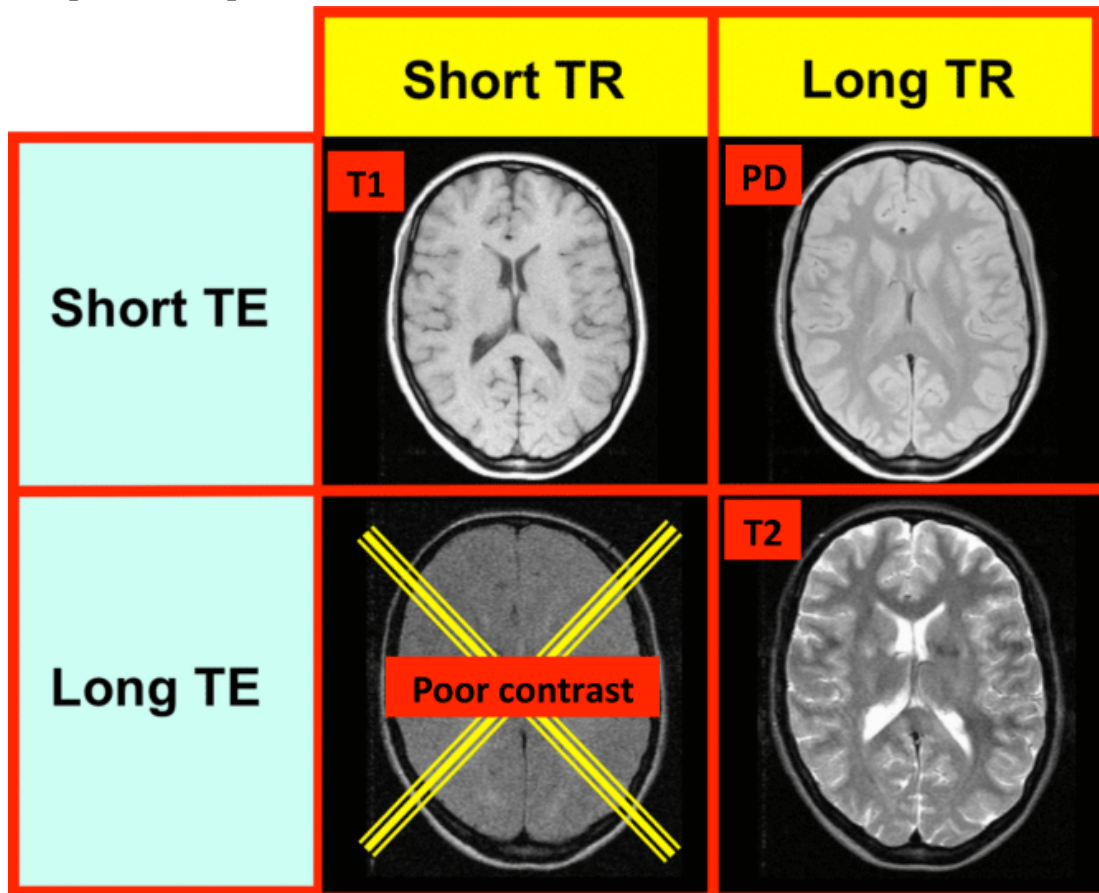 Short TR
Long TR
Short TE
T1
PD
Long TE
Poor contrast
T2